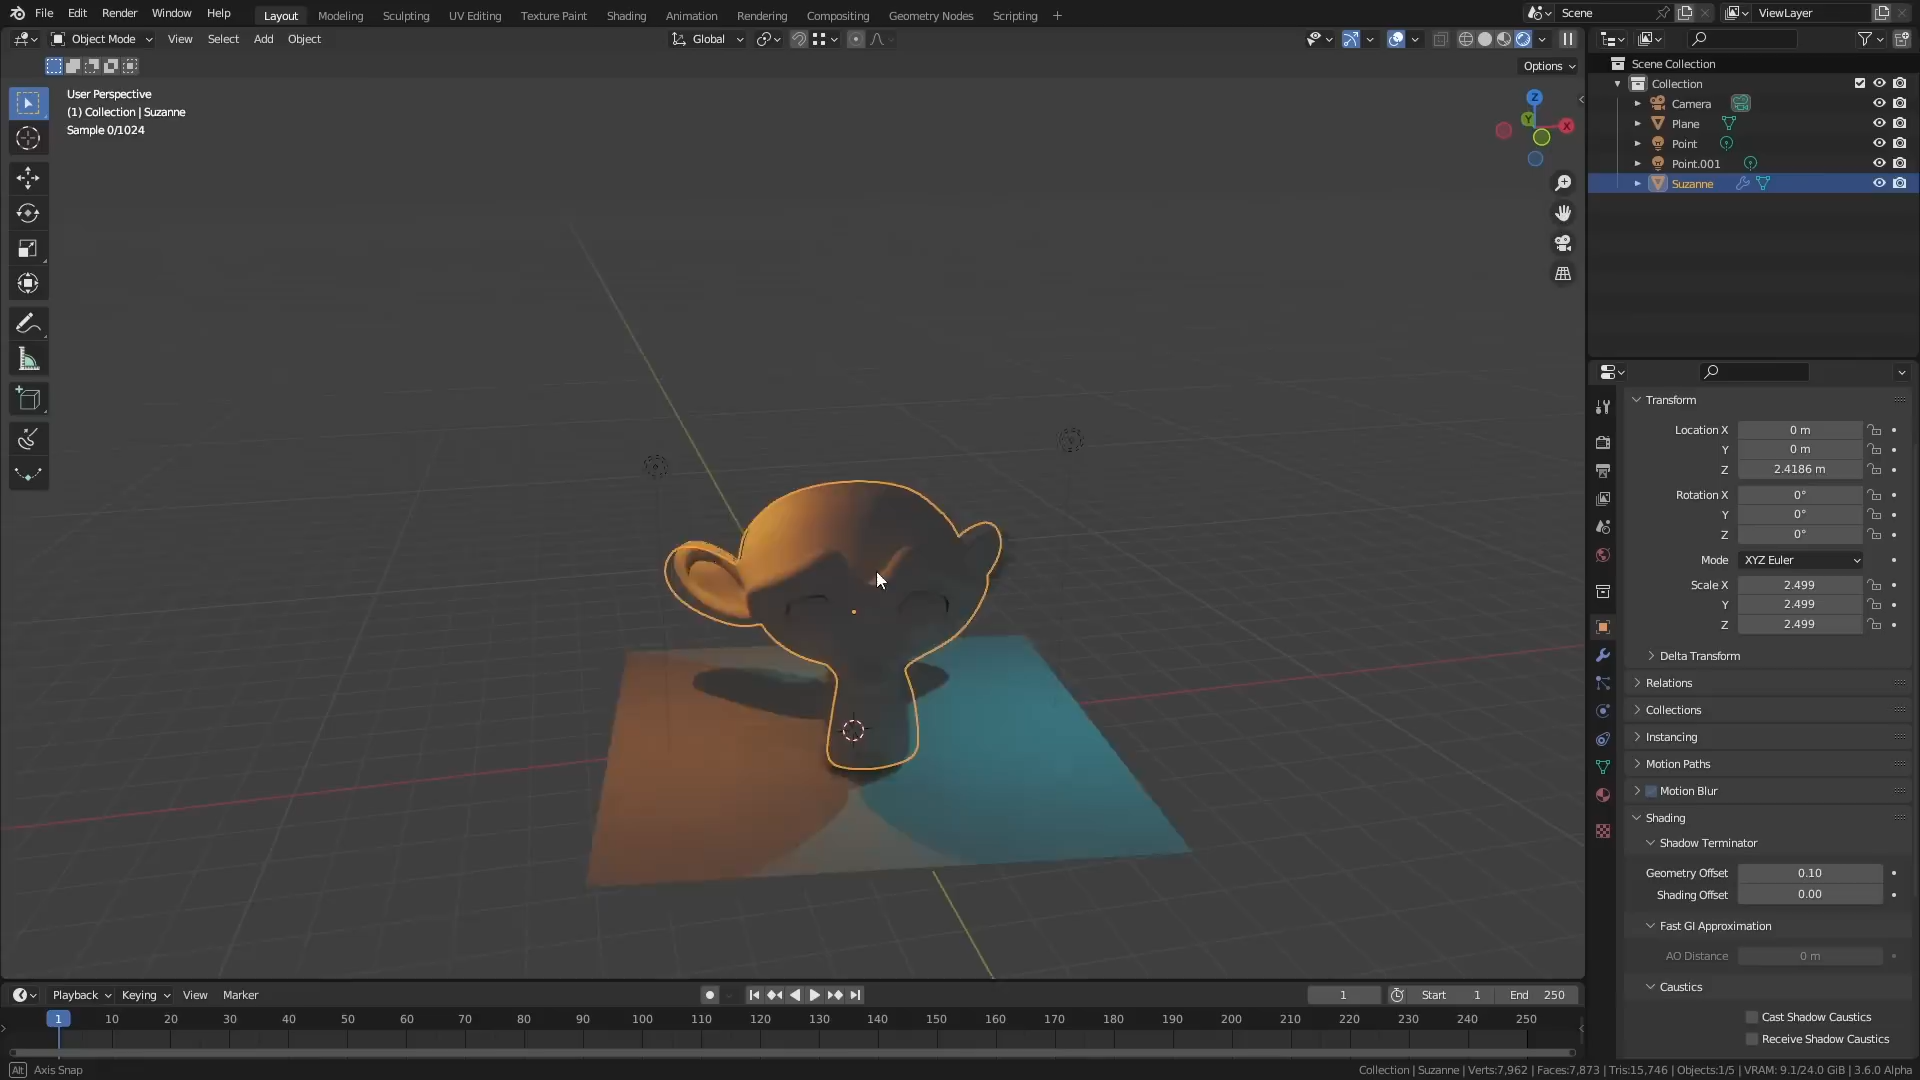 File Edit Render Window Help Layout Modeling Sculpting UV Editing Texture Paint Shading Animation Rendering Compositing Geometry Nodes Scripting + Scene ViewLayer
Object Mode View Select Add Object Global
Options
User Perspective
(1) Collection | Suzanne
Sample 0/1024
Z
Y
X
Scene Collection
Collection
Camera
Plane
Point
Point.001
Suzanne
Transform
Location X 0 m
Y 0 m
Z 2.4186 m
Rotation X 0°
Y 0°
Z 0°
Mode XYZ Euler
Scale X 2.499
Y 2.499
Z 2.499
Delta Transform
Relations
Collections
Instancing
Motion Paths
Motion Blur
Shading
Shadow Terminator
Geometry Offset 0.10
Shading Offset 0.00
Fast GI Approximation
AO Distance 0 m
Caustics
Cast Shadow Caustics
Receive Shadow Caustics
Playback Keying View Marker 1 Start 1 End 250
1 10 20 30 40 50 60 70 80 90 100 110 120 130 140 150 160 170 180 190 200 210 220 230 240 250
Alt Axis Snap
Collection | Suzanne | Verts:7,962 | Faces:7,873 | Tris:15,746 | Objects:1/5 | VRAM: 9.1/24.0 GiB | 3.6.0 Alpha